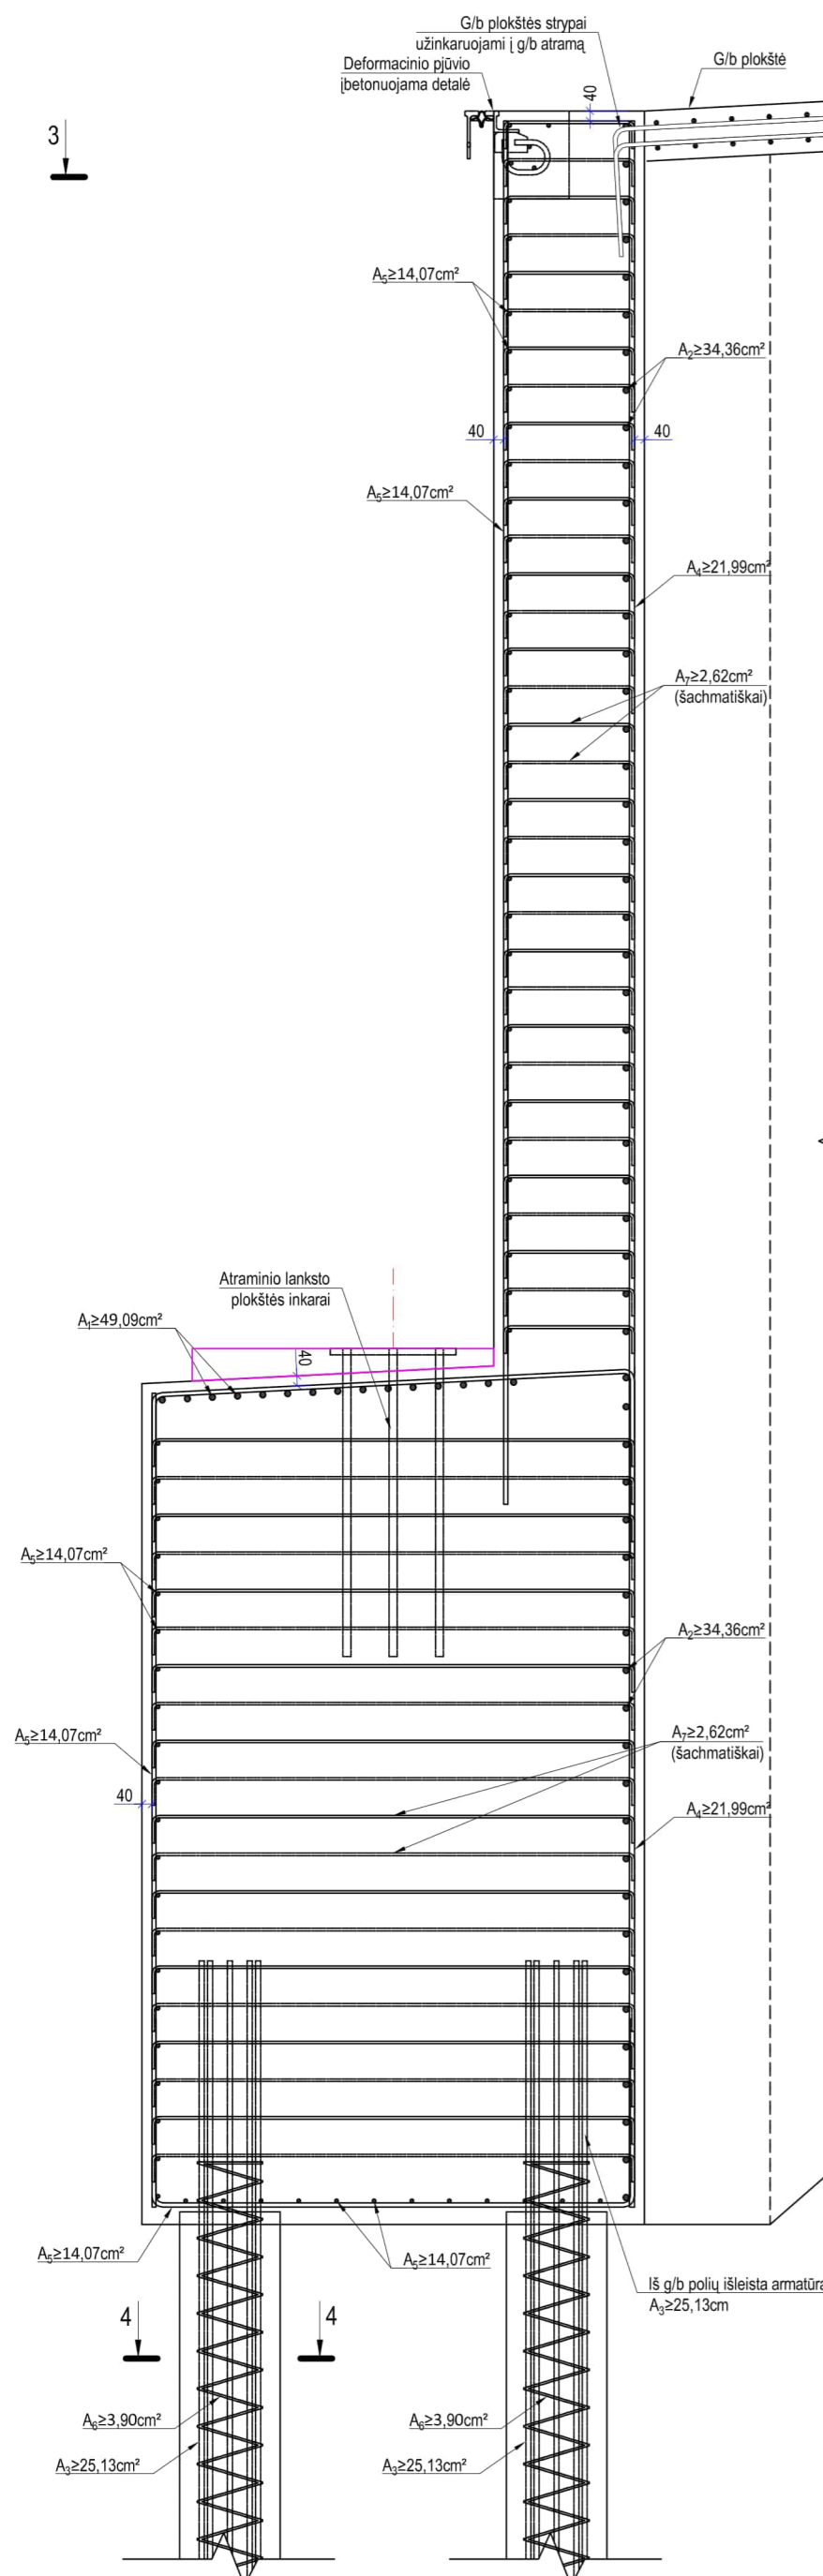 G/b plokštės strypai
užinkaruojami į g/b atramą
Deformacinio pjūvio
įbetonuojama detalė
G/b plokštė
40
3
A₅≥14,07cm²
A₂≥34,36cm²
40
40
A₅≥14,07cm²
A₄≥21,99cm²
A₇≥2,62cm²
(šachmatiškai)
Atraminio lanksto
plokštės inkarai
A₁≥49,09cm²
40
A₅≥14,07cm²
A₂≥34,36cm²
A₅≥14,07cm²
A₇≥2,62cm²
(šachmatiškai)
40
A₄≥21,99cm²
A₅≥14,07cm²
A₅≥14,07cm²
Iš g/b polių išleista armatūra
A₃≥25,13cm
4
4
A₆≥3,90cm²
A₆≥3,90cm²
A₃≥25,13cm²
A₃≥25,13cm²